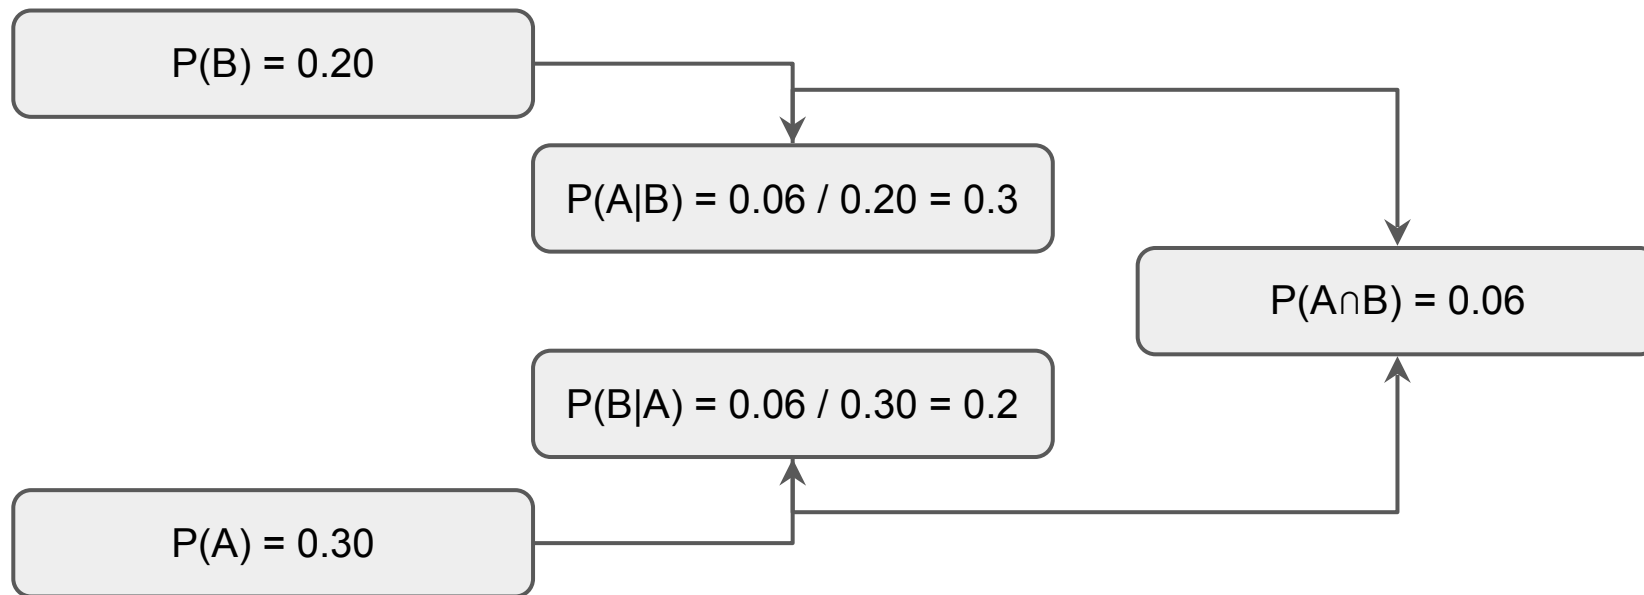 P(B) = 0.20
P(A|B) = 0.06 / 0.20 = 0.3
P(A∩B) = 0.06
P(B|A) = 0.06 / 0.30 = 0.2
P(A) = 0.30